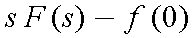 s F (s) − f (0)